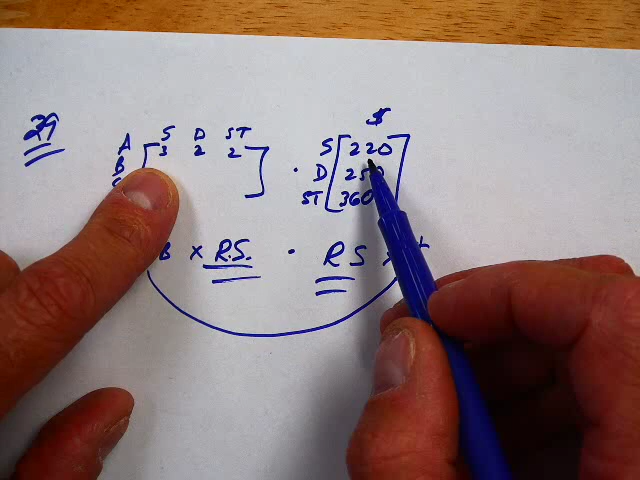 29
$
S D ST
A 3 2 2 · S 220
B D 250
ST 360
B x R.S. · R S x